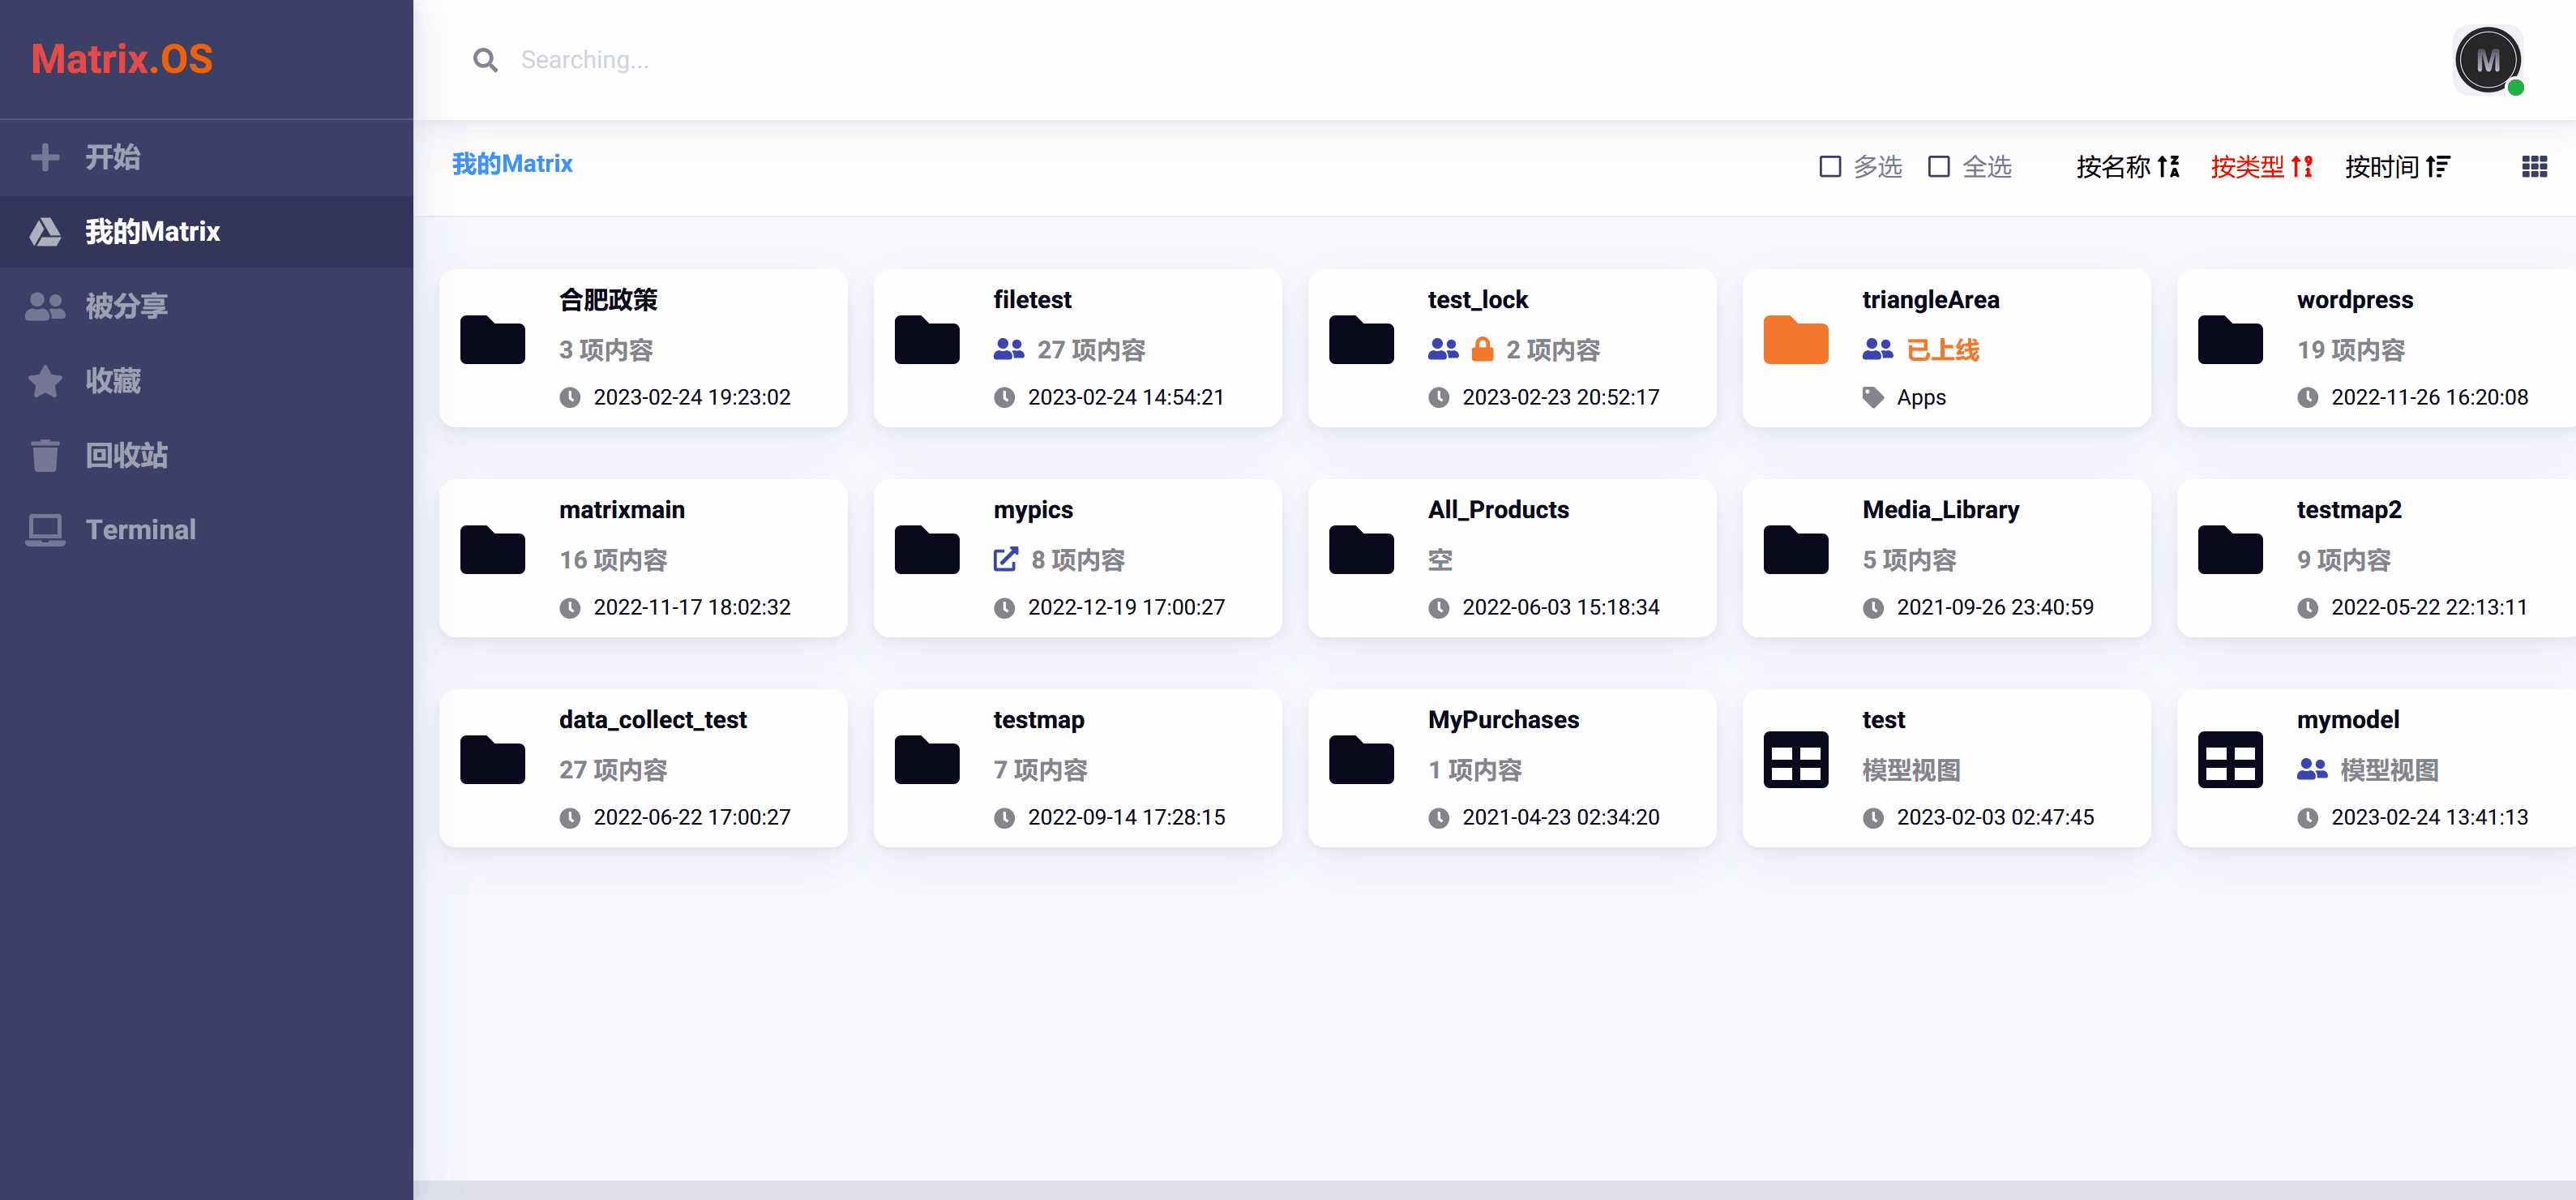 Matrix.OS
Searching...
M
开始
我的Matrix
被分享
收藏
回收站
Terminal
我的Matrix
多选 全选 按名称 按类型 按时间
合肥政策
3 项内容
2023-02-24 19:23:02
filetest
27 项内容
2023-02-24 14:54:21
test_lock
2 项内容
2023-02-23 20:52:17
triangleArea
已上线
Apps
wordpress
19 项内容
2022-11-26 16:20:08
matrixmain
16 项内容
2022-11-17 18:02:32
mypics
8 项内容
2022-12-19 17:00:27
All_Products
空
2022-06-03 15:18:34
Media_Library
5 项内容
2021-09-26 23:40:59
testmap2
9 项内容
2022-05-22 22:13:11
data_collect_test
27 项内容
2022-06-22 17:00:27
testmap
7 项内容
2022-09-14 17:28:15
MyPurchases
1 项内容
2021-04-23 02:34:20
test
模型视图
2023-02-03 02:47:45
mymodel
模型视图
2023-02-24 13:41:13